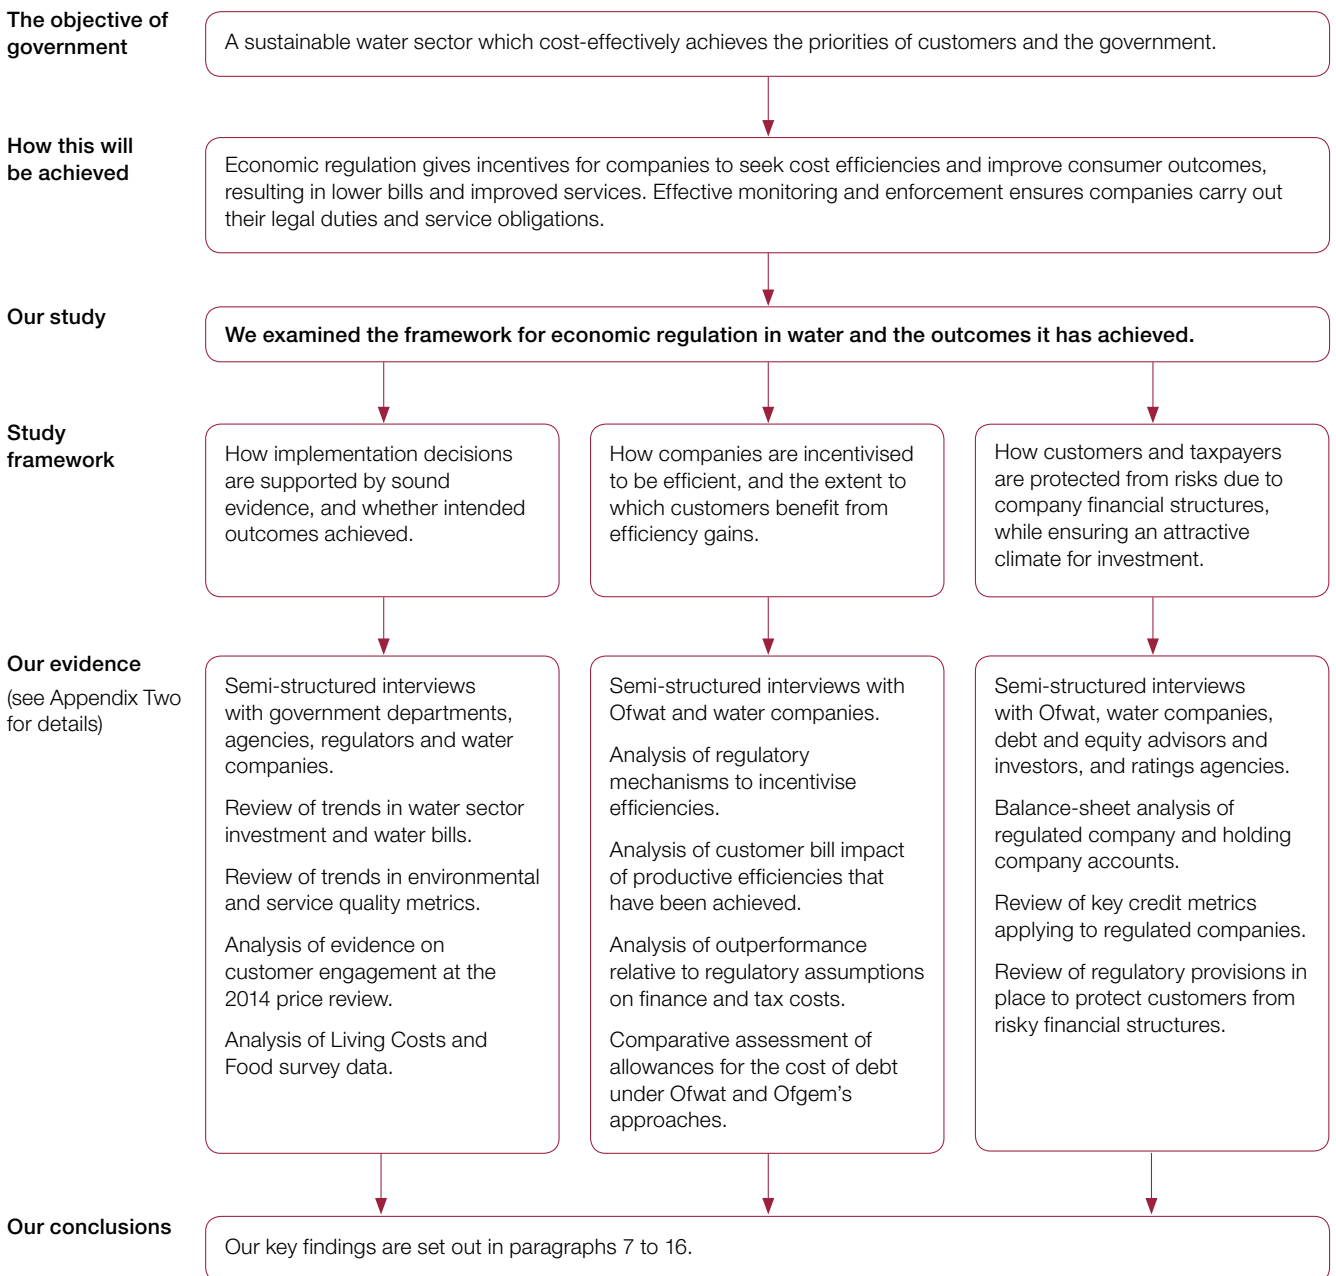 The objective of
government
A sustainable water sector which cost-effectively achieves the priorities of customers and the government.
How this will
be achieved
Economic regulation gives incentives for companies to seek cost efficiencies and improve consumer outcomes,
resulting in lower bills and improved services. Effective monitoring and enforcement ensures companies carry out
their legal duties and service obligations.
Our study
We examined the framework for economic regulation in water and the outcomes it has achieved.
Study
framework
How implementation decisions
are supported by sound
evidence, and whether intended
outcomes achieved.
How companies are incentivised
to be efficient, and the extent to
which customers benefit from
efficiency gains.
How customers and taxpayers
are protected from risks due to
company financial structures,
while ensuring an attractive
climate for investment.
Our evidence
(see Appendix Two
for details)
Semi-structured interviews
with government departments,
agencies, regulators and water
companies.
Review of trends in water sector
investment and water bills.
Review of trends in environmental
and service quality metrics.
Analysis of evidence on
customer engagement at the
2014 price review.
Analysis of Living Costs and
Food survey data.
Semi-structured interviews with
Ofwat and water companies.
Analysis of regulatory
mechanisms to incentivise
efficiencies.
Analysis of customer bill impact
of productive efficiencies that
have been achieved.
Analysis of outperformance
relative to regulatory assumptions
on finance and tax costs.
Comparative assessment of
allowances for the cost of debt
under Ofwat and Ofgem's
approaches.
Semi-structured interviews
with Ofwat, water companies,
debt and equity advisors and
investors, and ratings agencies.
Balance-sheet analysis of
regulated company and holding
company accounts.
Review of key credit metrics
applying to regulated companies.
Review of regulatory provisions in
place to protect customers from
risky financial structures.
Our conclusions
Our key findings are set out in paragraphs 7 to 16.